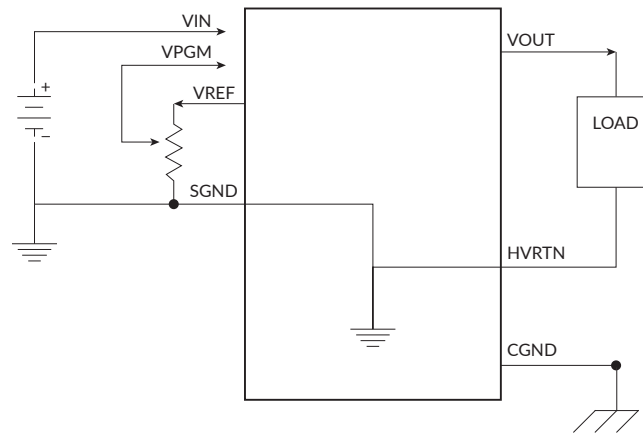 VIN
VOUT
VPGM
+
VREF
LOAD
−
SGND
HVRTN
CGND